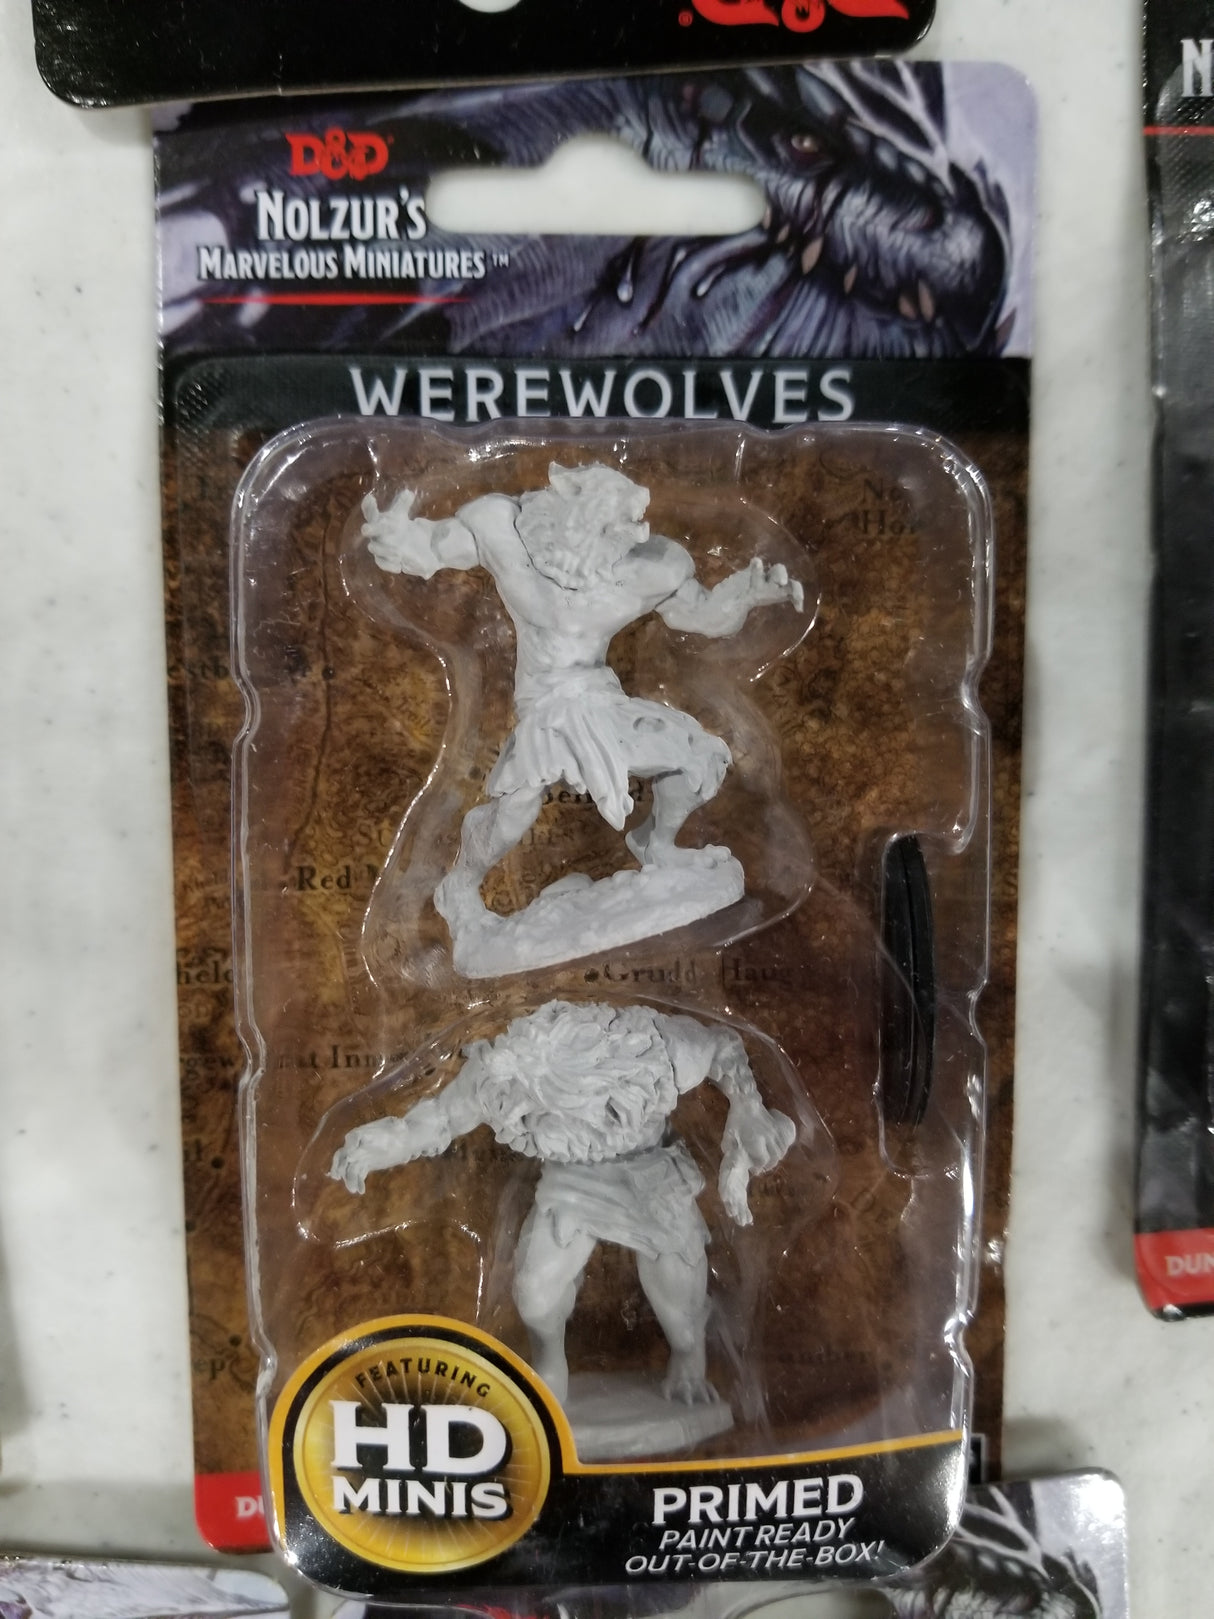 D&D
D&D
NOLZUR'S
MARVELOUS MINIATURES™
WEREWOLVES
Red
Grudd Haug
FEATURING
HD
MINIS
PRIMED
PAINT READY
OUT-OF-THE-BOX!